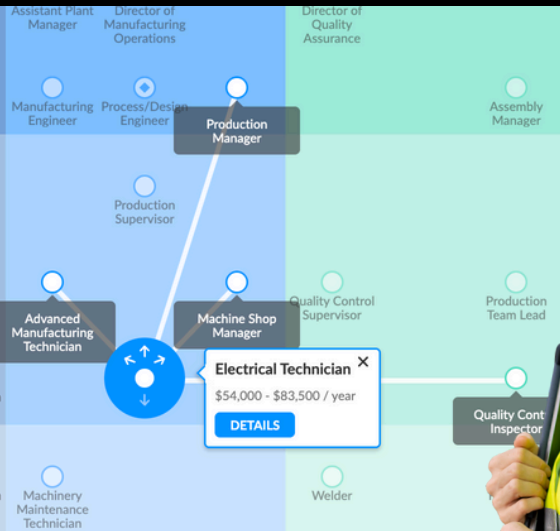 Assistant Plant
Manager
Director of
Manufacturing
Operations
Director of
Quality
Assurance
Manufacturing
Engineer
Process/Design
Engineer
Production
Manager
Assembly
Manager
Production
Supervisor
Advanced
Manufacturing
Technician
Machine Shop
Manager
Quality Control
Supervisor
Production
Team Lead
Electrical Technician
$54,000 - $83,500 / year
DETAILS
Quality Cont
Inspector
Machinery
Maintenance
Technician
Welder